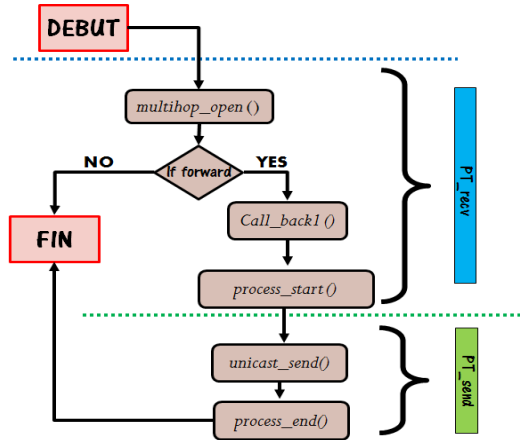 DEBUT
multihop_open()
If forward
NO
YES
Call_back1()
FIN
process_start()
PT_recv
unicast_send()
process_end()
PT_send